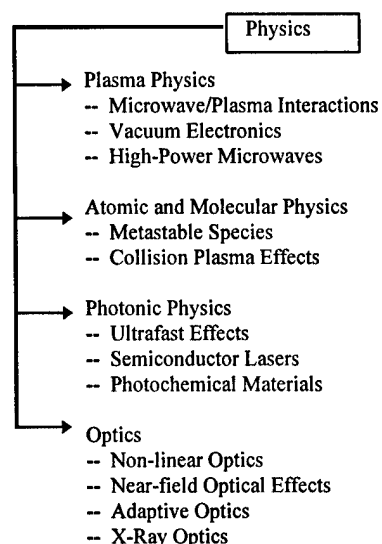 Physics
Plasma Physics
-- Microwave/Plasma Interactions
-- Vacuum Electronics
-- High-Power Microwaves
Atomic and Molecular Physics
-- Metastable Species
-- Collision Plasma Effects
Photonic Physics
-- Ultrafast Effects
-- Semiconductor Lasers
-- Photochemical Materials
Optics
-- Non-linear Optics
-- Near-field Optical Effects
-- Adaptive Optics
-- X-Ray Optics